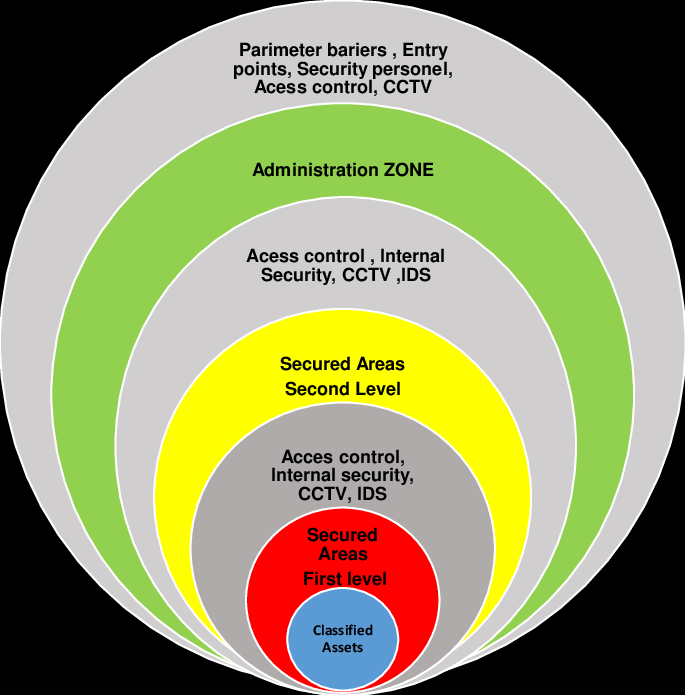 Parimeter bariers , Entry
points, Security personel,
Acess control, CCTV
Administration ZONE
Acess control , Internal
Security, CCTV ,IDS
Secured Areas
Second Level
Acces control,
Internal security,
CCTV, IDS
Secured
Areas
First level
Classified
Assets